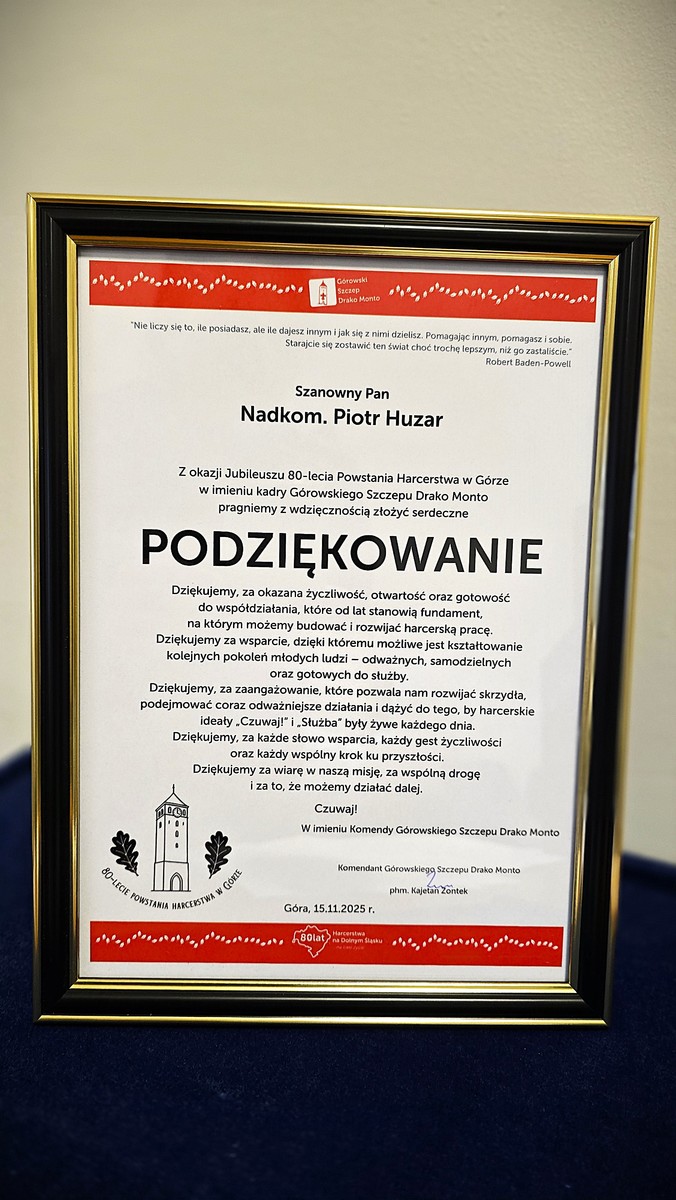 Górowski
Szczep
Drako Monto
"Nie liczy się to, ile posiadasz, ale ile dajesz innym i jak się z nimi dzielisz. Pomagając innym, pomagasz i sobie.
Starajcie się zostawić ten świat choć trochę lepszym, niż go zastaliście."
Robert Baden-Powell
Szanowny Pan
Nadkom. Piotr Huzar
Z okazji Jubileuszu 80-lecia Powstania Harcerstwa w Górze
w imieniu kadry Górowskiego Szczepu Drako Monto
pragniemy z wdzięcznością złożyć serdeczne
PODZIĘKOWANIE
Dziękujemy, za okazana życzliwość, otwartość oraz gotowość
do współdziałania, które od lat stanowią fundament,
na którym możemy budować i rozwijać harcerską pracę.
Dziękujemy za wsparcie, dzięki któremu możliwe jest kształtowanie
kolejnych pokoleń młodych ludzi – odważnych, samodzielnych
oraz gotowych do służby.
Dziękujemy, za zaangażowanie, które pozwala nam rozwijać skrzydła,
podejmować coraz odważniejsze działania i dążyć do tego, by harcerskie
ideały „Czuwaj!” i „Służba” były żywe każdego dnia.
Dziękujemy, za każde słowo wsparcia, każdy gest życzliwości
oraz każdy wspólny krok ku przyszłości.
Dziękujemy za wiarę w naszą misję, za wspólną drogę
i za to, że możemy działać dalej.
Czuwaj!
W imieniu Komendy Górowskiego Szczepu Drako Monto
Komendant Górowskiego Szczepu Drako Monto
phm. Kajetan Żontek
80-LECIE POWSTANIA HARCERSTWA W GÓRZE
Góra, 15.11.2025 r.
80lat
Harcerstwa
na Dolnym Śląsku